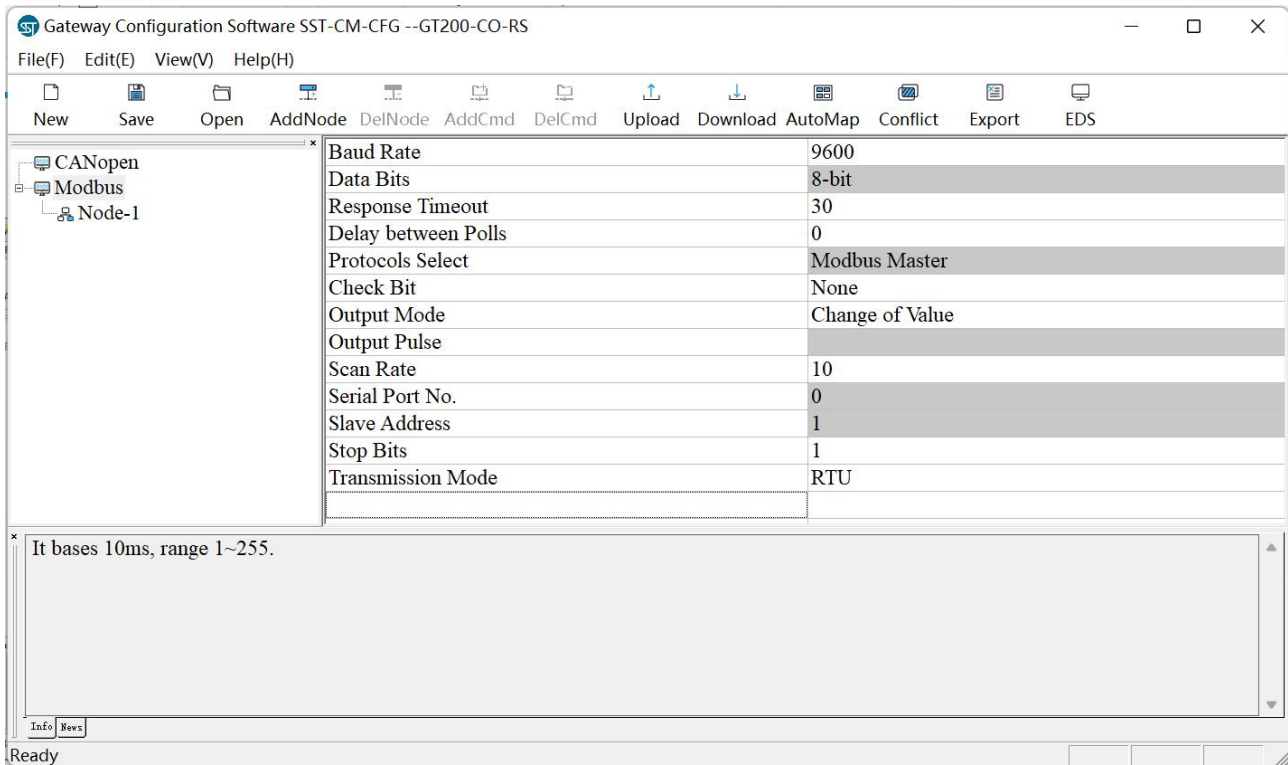 SST Gateway Configuration Software SST-CM-CFG --GT200-CO-RS
File(F) Edit(E) View(V) Help(H)
New Save Open AddNode DelNode AddCmd DelCmd Upload Download AutoMap Conflict Export EDS
CANopen
Modbus
Node-1
Baud Rate 9600
Data Bits 8-bit
Response Timeout 30
Delay between Polls 0
Protocols Select Modbus Master
Check Bit None
Output Mode Change of Value
Output Pulse
Scan Rate 10
Serial Port No. 0
Slave Address 1
Stop Bits 1
Transmission Mode RTU
It bases 10ms, range 1~255.
Info News
Ready